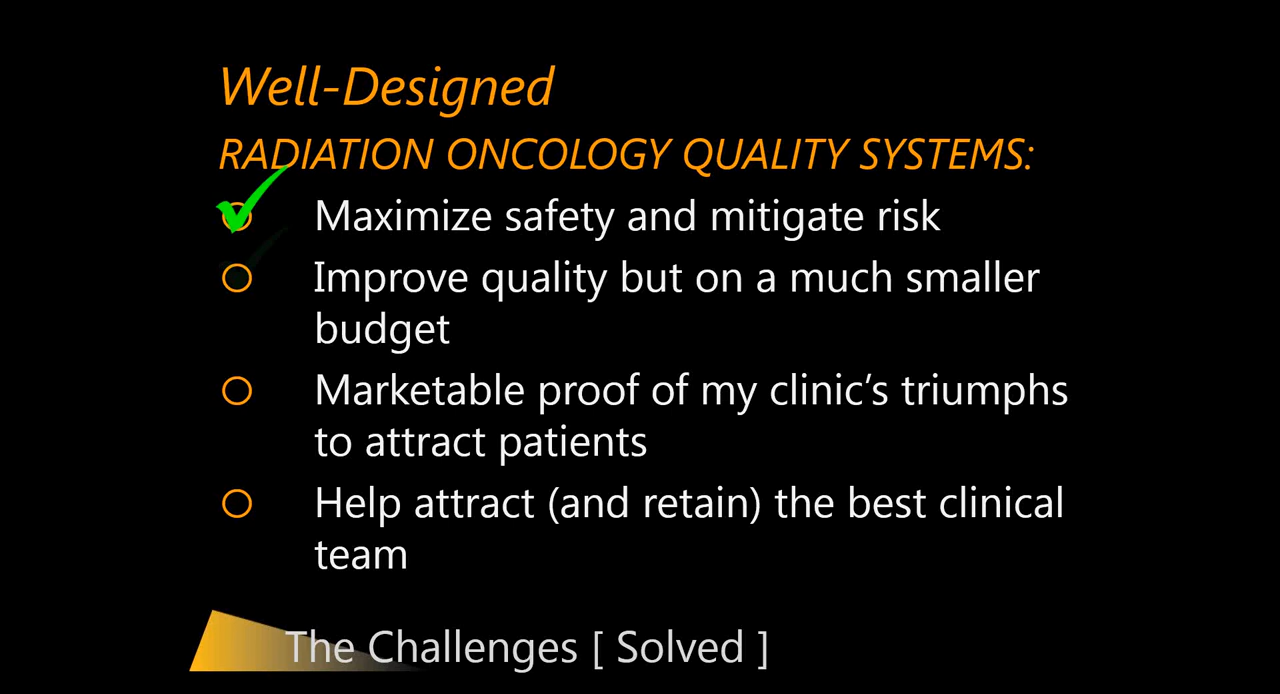 Well-Designed
RADIATION ONCOLOGY QUALITY SYSTEMS:
Maximize safety and mitigate risk
Improve quality but on a much smaller
budget
Marketable proof of my clinic’s triumphs
to attract patients
Help attract (and retain) the best clinical
team
The Challenges [ Solved ]